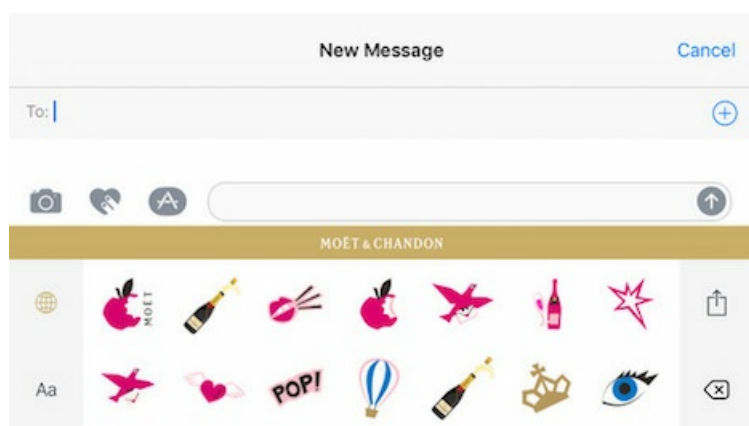 New Message
Cancel
To:
MOËT & CHANDON
MOËT
POP!
Aa